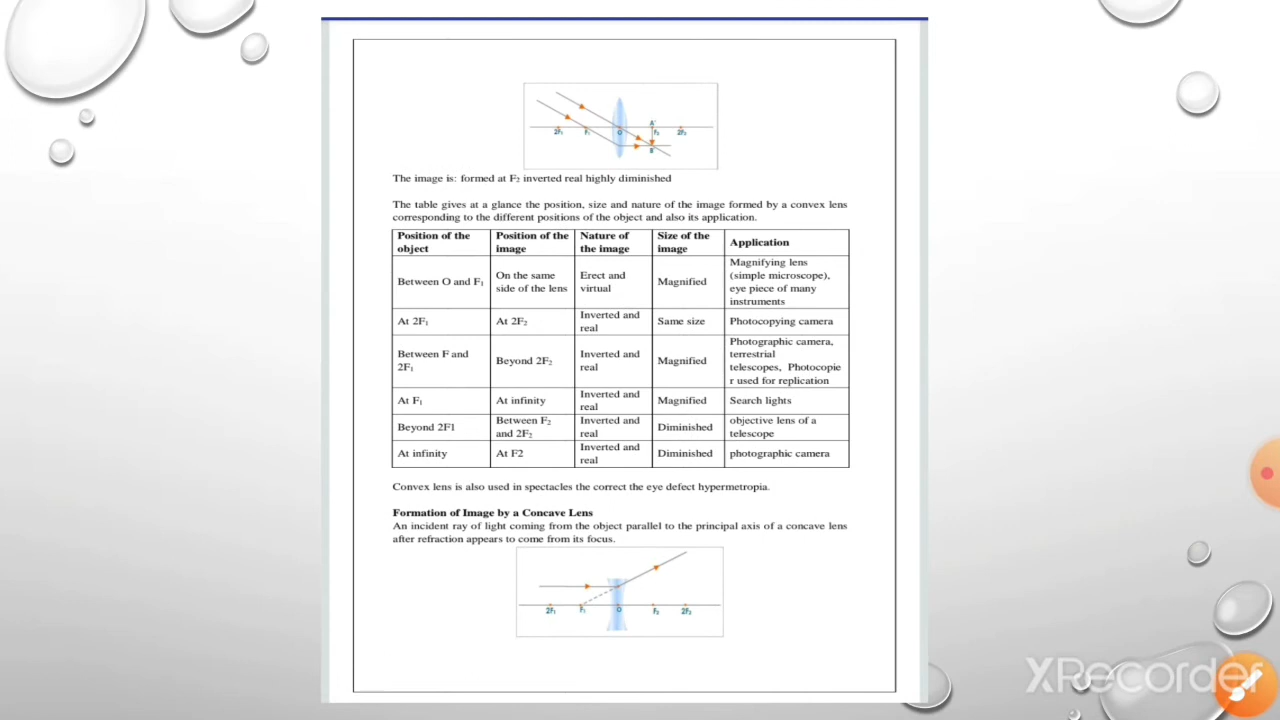 2F₁ F₁ O A' F₂ 2F₂
B'
The image is: formed at F₂ inverted real highly diminished
The table gives at a glance the position, size and nature of the image formed by a convex lens
corresponding to the different positions of the object and also its application.
Position of the object | Position of the image | Nature of the image | Size of the image | Application
Between O and F₁ | On the same side of the lens | Erect and virtual | Magnified | Magnifying lens (simple microscope), eye piece of many instruments
At 2F₁ | At 2F₂ | Inverted and real | Same size | Photocopying camera
Between F and 2F₁ | Beyond 2F₂ | Inverted and real | Magnified | Photographic camera, terrestrial telescopes, Photocopie r used for replication
At F₁ | At infinity | Inverted and real | Magnified | Search lights
Beyond 2F1 | Between F₂ and 2F₂ | Inverted and real | Diminished | objective lens of a telescope
At infinity | At F2 | Inverted and real | Diminished | photographic camera
Convex lens is also used in spectacles the correct the eye defect hypermetropia.
Formation of Image by a Concave Lens
An incident ray of light coming from the object parallel to the principal axis of a concave lens
after refraction appears to come from its focus.
2F₁ F₁ O F₂ 2F₂
XRecorder